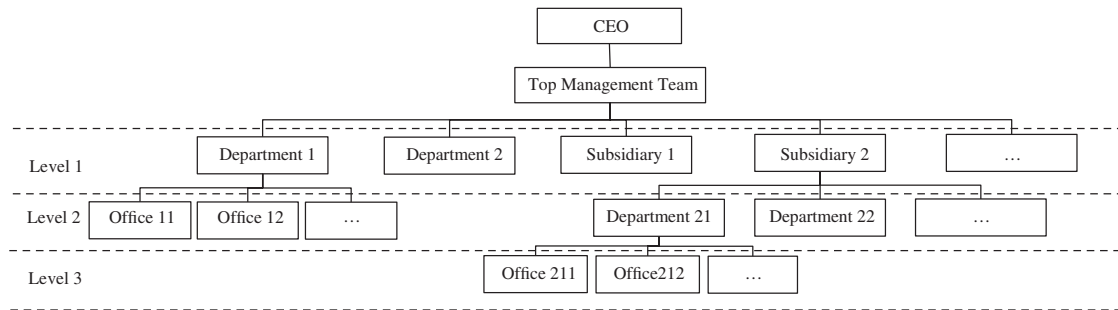 CEO
Top Management Team
Level 1
Department 1
Department 2
Subsidiary 1
Subsidiary 2
…
Level 2
Office 11
Office 12
…
Department 21
Department 22
…
Level 3
Office 211
Office212
…